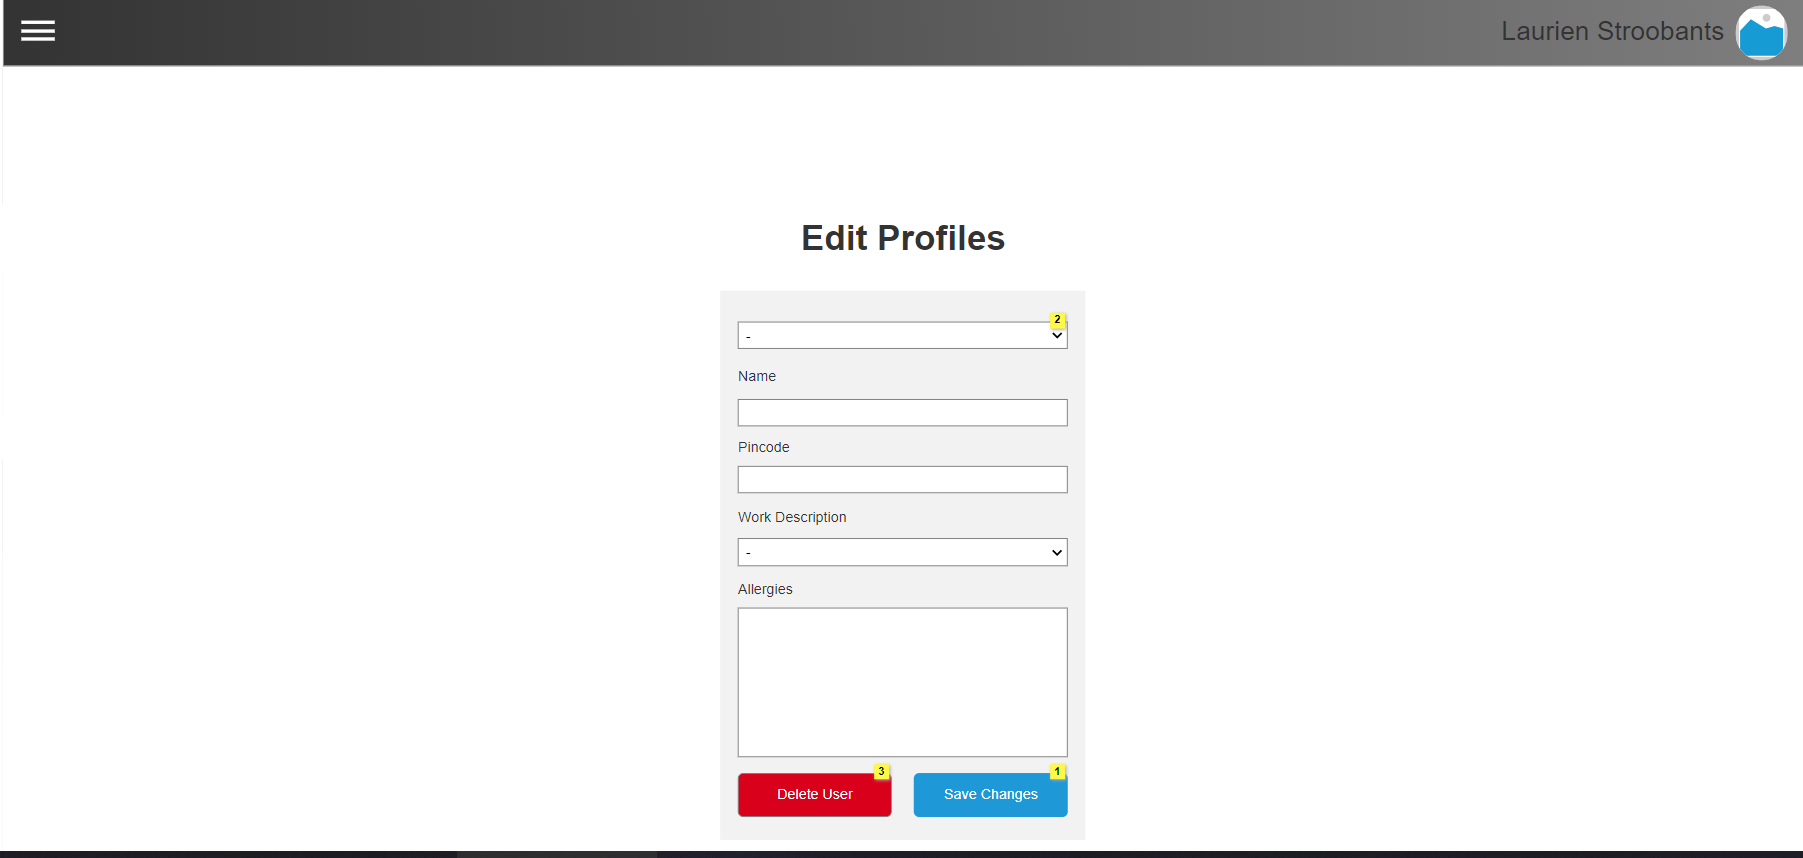 Laurien Stroobants
Edit Profiles
2
-
Name
Pincode
Work Description
-
Allergies
3
1
Delete User
Save Changes